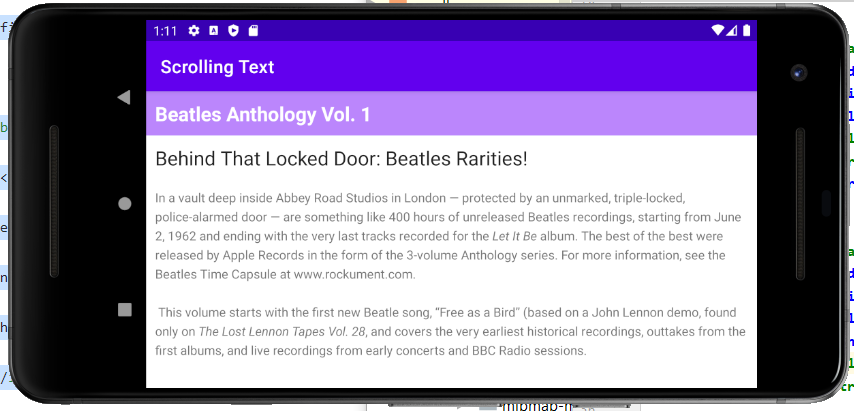 1:11
Scrolling Text
Beatles Anthology Vol. 1
Behind That Locked Door: Beatles Rarities!
In a vault deep inside Abbey Road Studios in London — protected by an unmarked, triple-locked,
police-alarmed door — are something like 400 hours of unreleased Beatles recordings, starting from June
2, 1962 and ending with the very last tracks recorded for the Let It Be album. The best of the best were
released by Apple Records in the form of the 3-volume Anthology series. For more information, see the
Beatles Time Capsule at www.rockument.com.
This volume starts with the first new Beatle song, “Free as a Bird” (based on a John Lennon demo, found
only on The Lost Lennon Tapes Vol. 28, and covers the very earliest historical recordings, outtakes from the
first albums, and live recordings from early concerts and BBC Radio sessions.